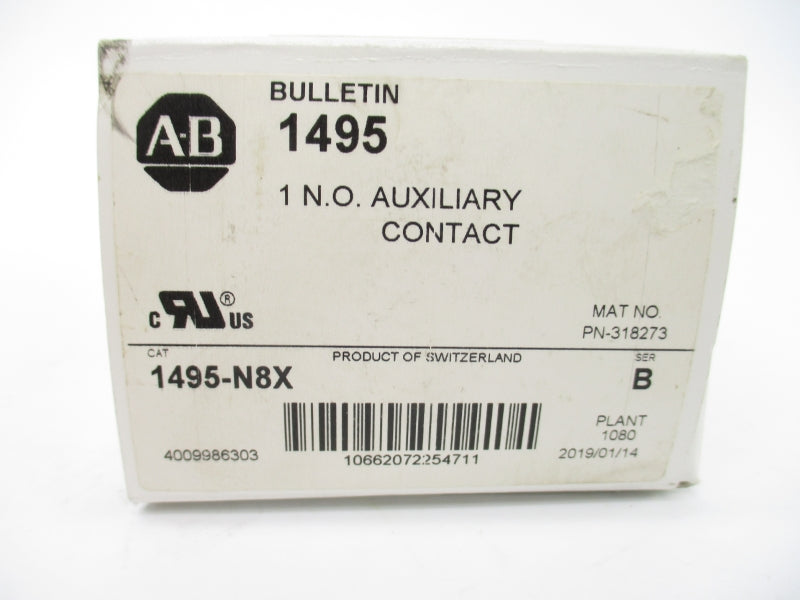 A-B
BULLETIN
1495
1 N.O. AUXILIARY
CONTACT
c RU® US
MAT NO.
PN-318273
CAT
PRODUCT OF SWITZERLAND
SER
1495-N8X
B
PLANT
1080
4009986303
10662072254711
2019/01/14